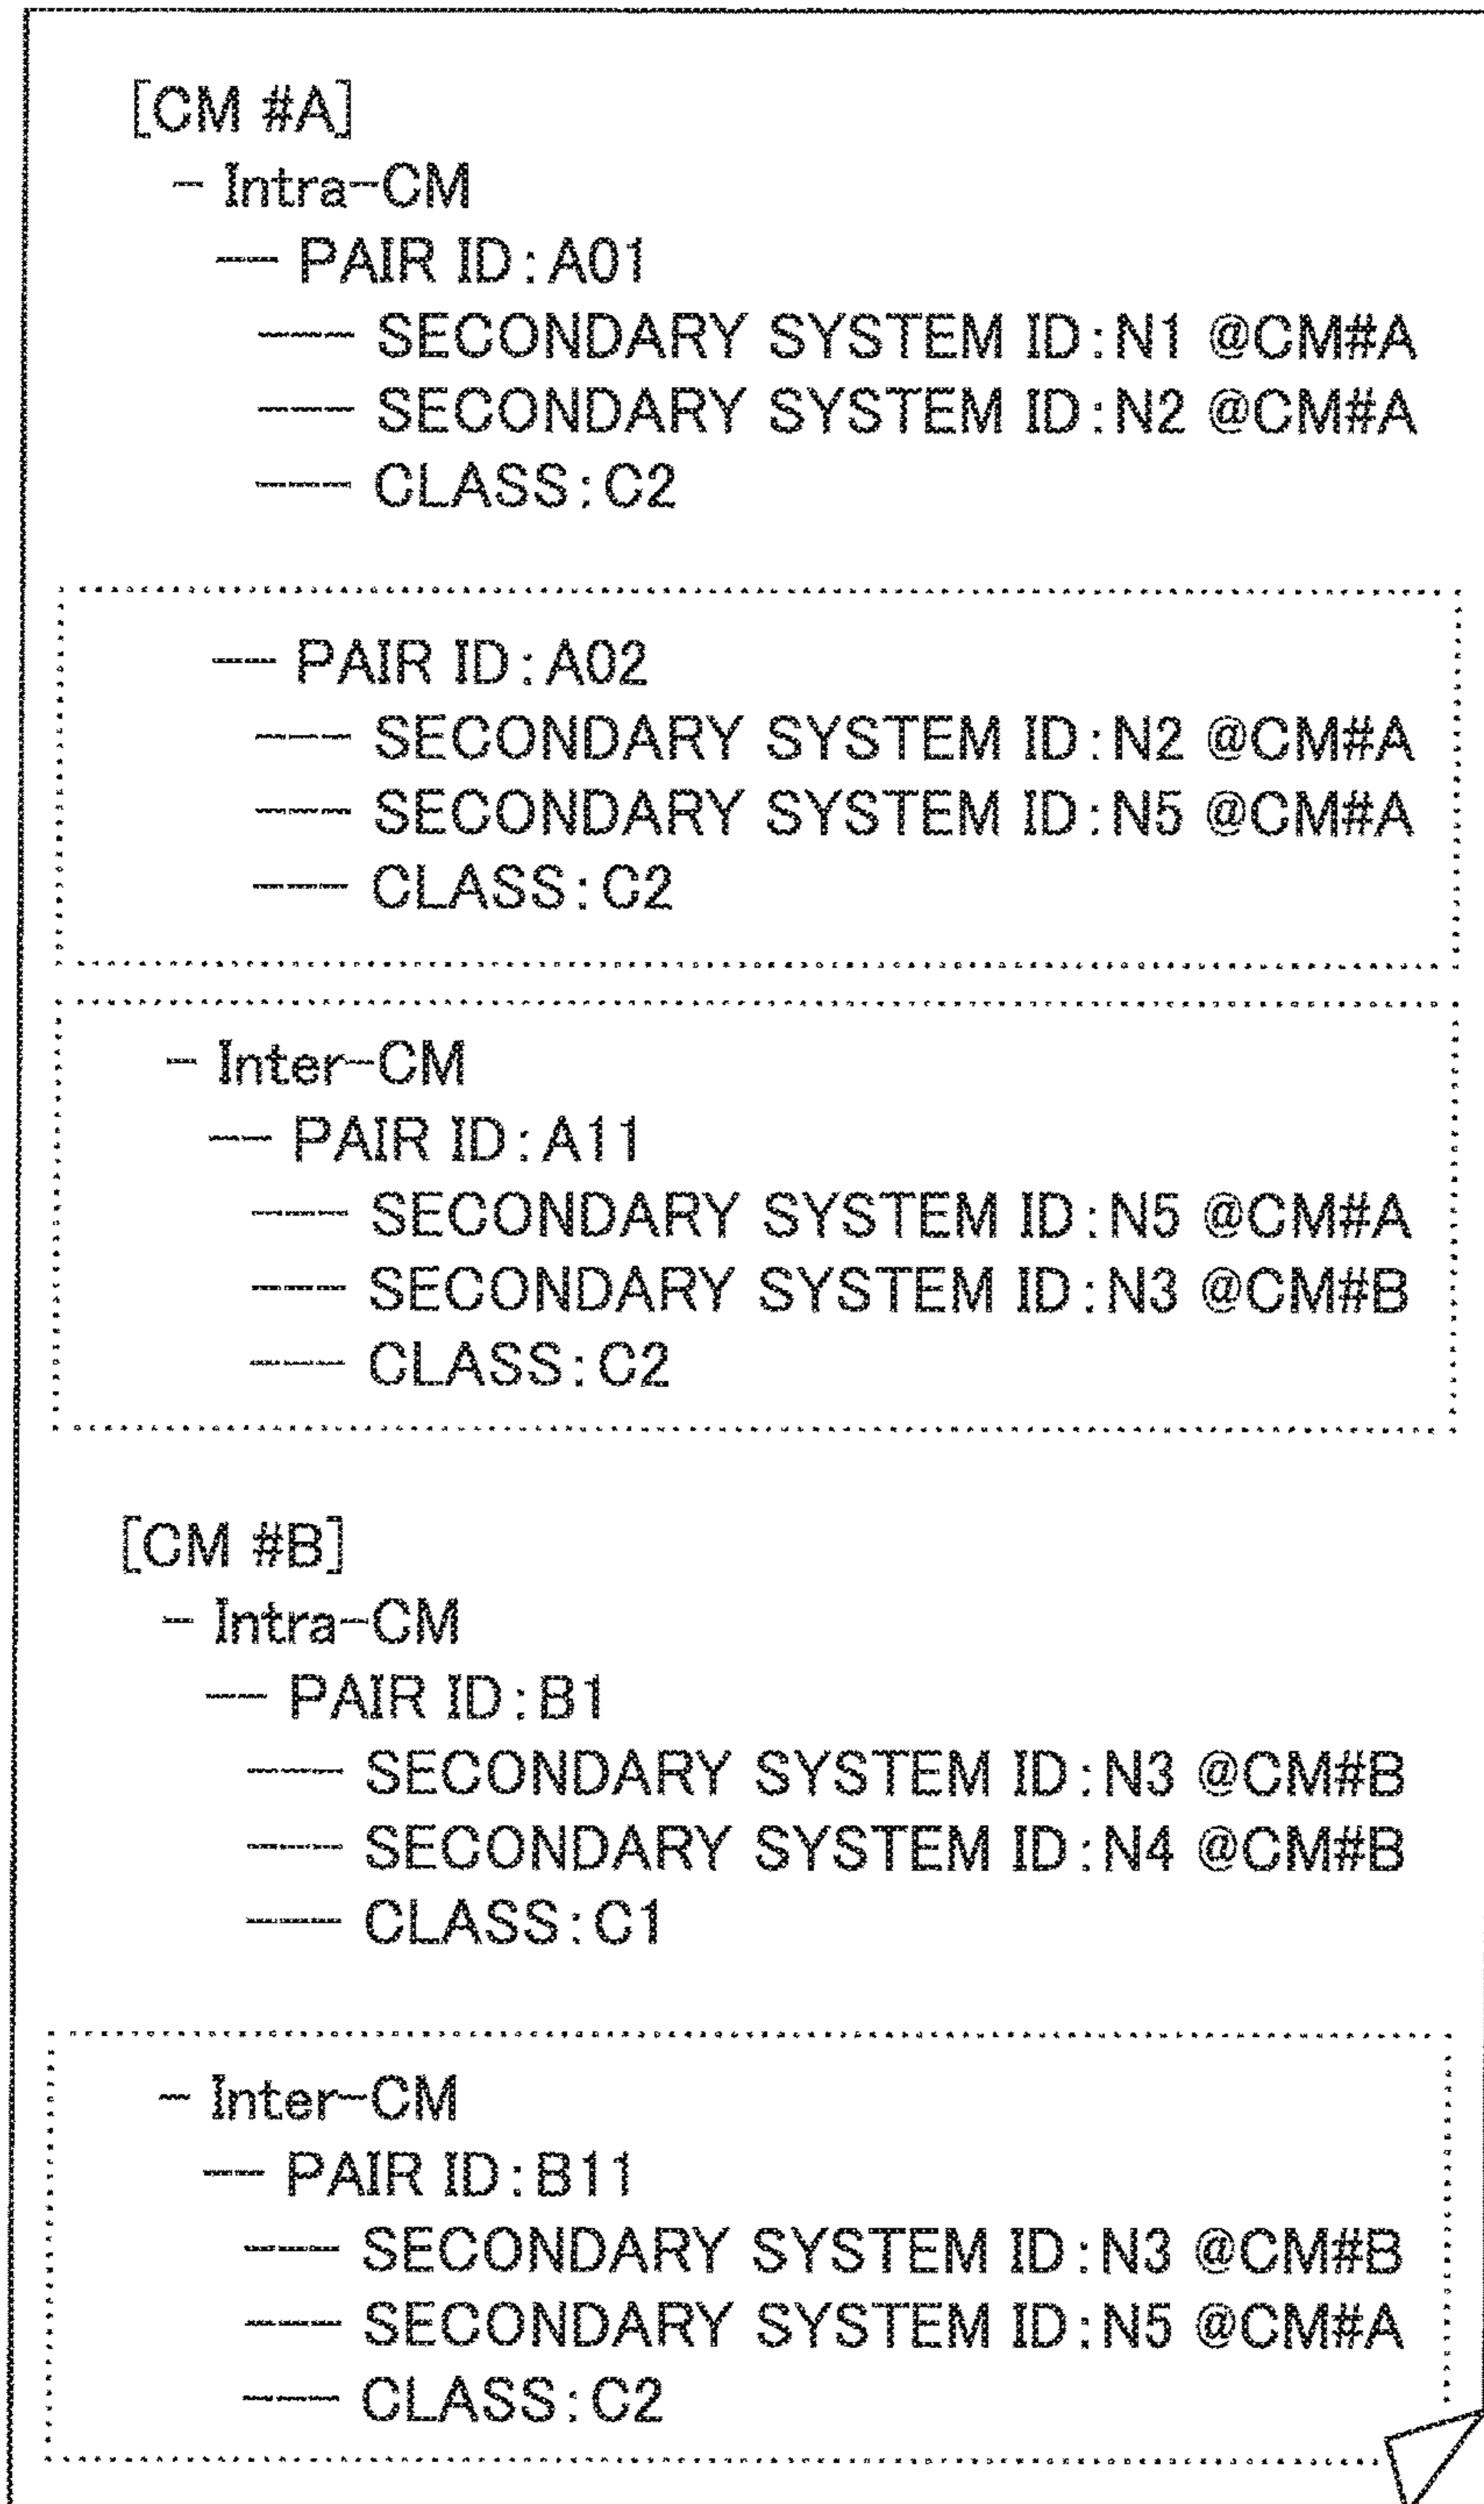 [CM #A]
- Intra-CM
-- PAIR ID:A01
--- SECONDARY SYSTEM ID:N1 @CM#A
--- SECONDARY SYSTEM ID:N2 @CM#A
--- CLASS:C2
-- PAIR ID:A02
--- SECONDARY SYSTEM ID:N2 @CM#A
--- SECONDARY SYSTEM ID:N5 @CM#A
--- CLASS:C2
- Inter-CM
-- PAIR ID:A11
--- SECONDARY SYSTEM ID:N5 @CM#A
--- SECONDARY SYSTEM ID:N3 @CM#B
--- CLASS:C2
[CM #B]
- Intra-CM
-- PAIR ID:B1
--- SECONDARY SYSTEM ID:N3 @CM#B
--- SECONDARY SYSTEM ID:N4 @CM#B
--- CLASS:C1
- Inter-CM
-- PAIR ID:B11
--- SECONDARY SYSTEM ID:N3 @CM#B
--- SECONDARY SYSTEM ID:N5 @CM#A
--- CLASS:C2